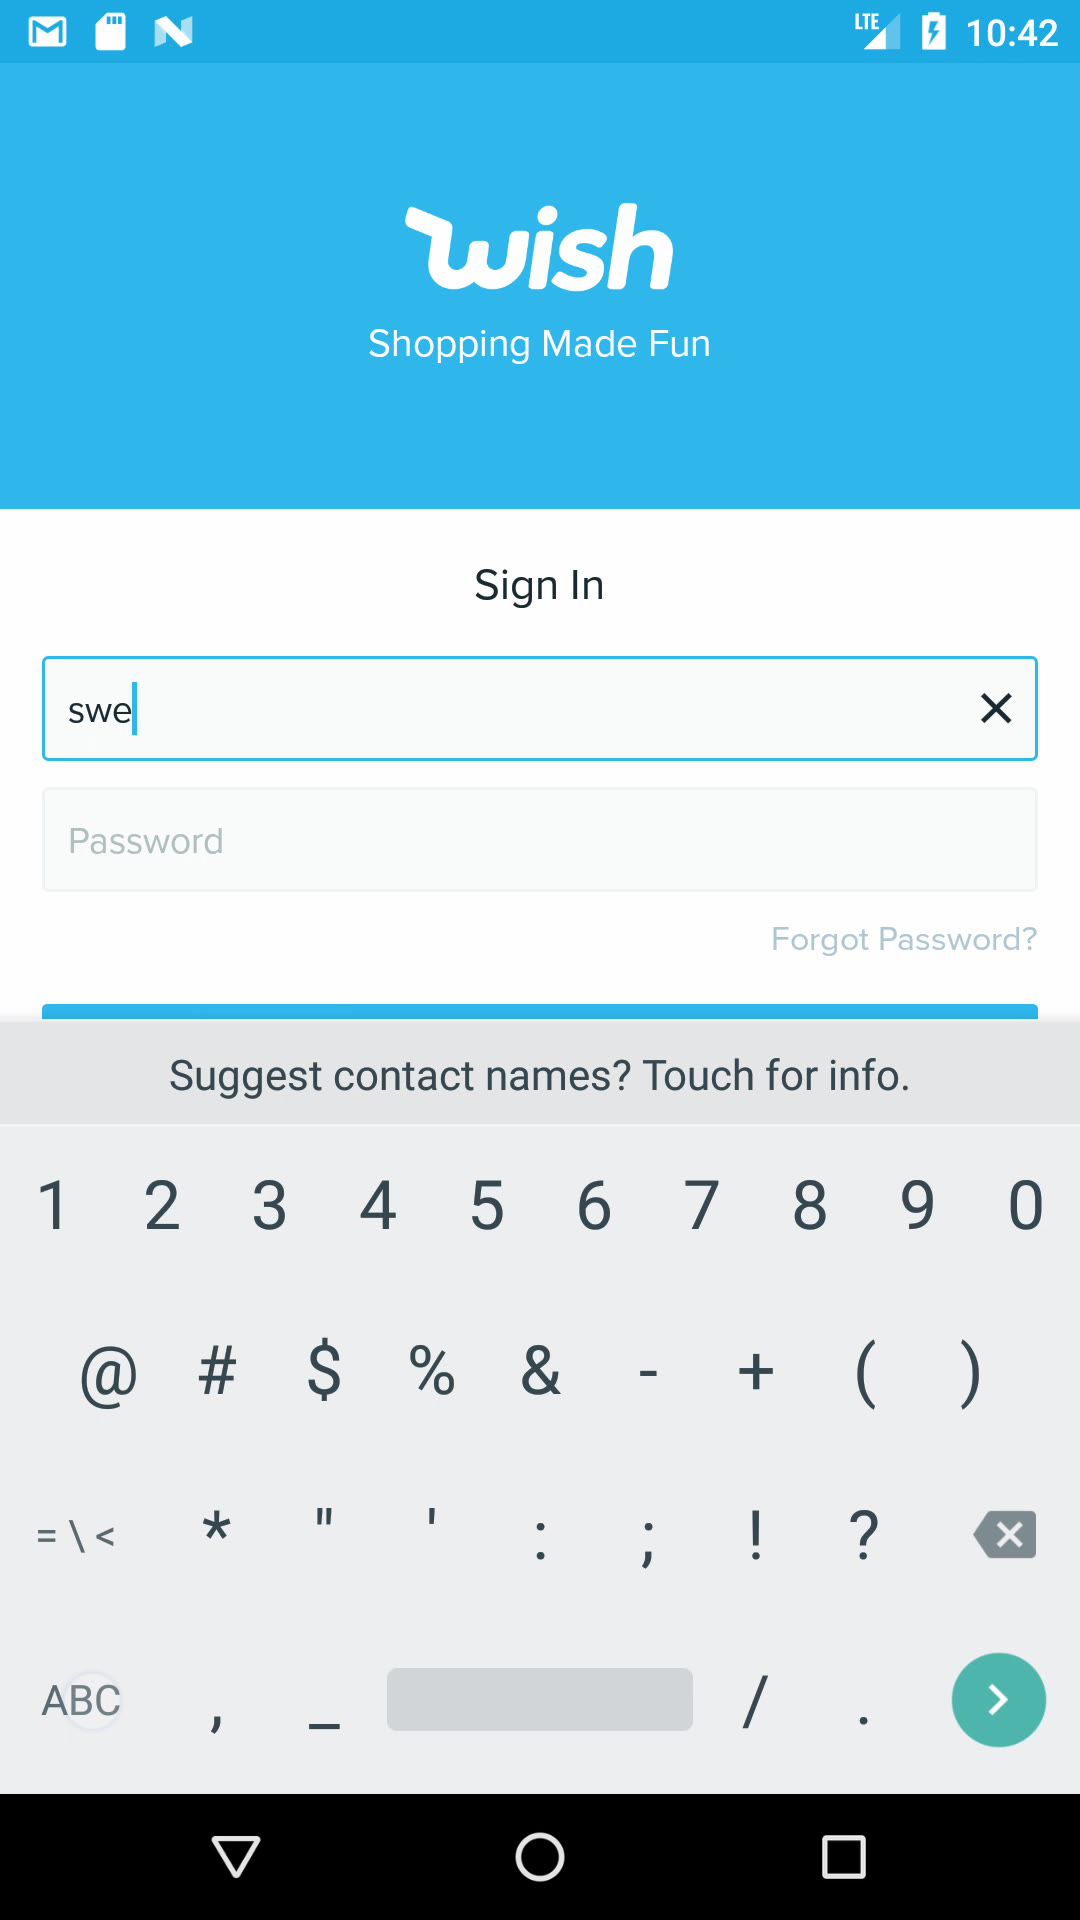 LTE 10:42
wish
Shopping Made Fun
Sign In
swe
Password
Forgot Password?
Suggest contact names? Touch for info.
1 2 3 4 5 6 7 8 9 0
@ # $ % & - + ( )
= \ < * " ' : ; ! ?
ABC , _ / .